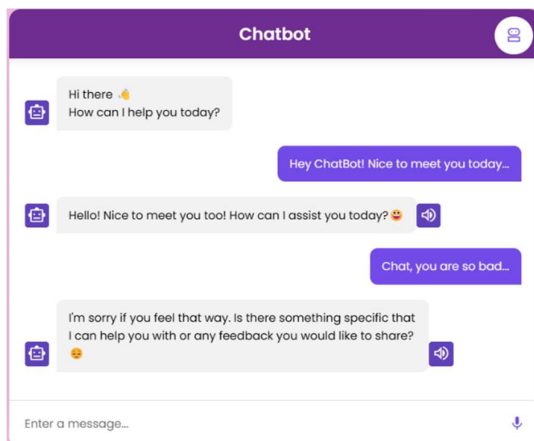 Chatbot
Hi there 👋
How can I help you today?
Hey ChatBot! Nice to meet you today...
Hello! Nice to meet you too! How can I assist you today?😃
Chat, you are so bad...
I'm sorry if you feel that way. Is there something specific that
I can help you with or any feedback you would like to share?
😔
Enter a message...